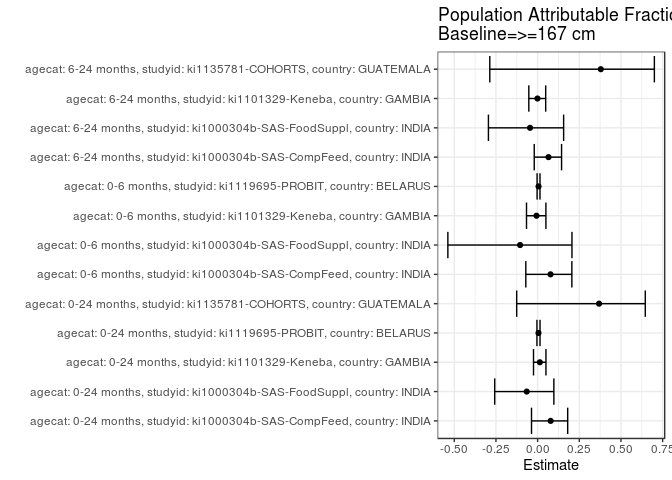 Population Attributable Fractio
Baseline=>=167 cm
agecat: 6-24 months, studyid: ki1135781-COHORTS, country: GUATEMALA
agecat: 6-24 months, studyid: ki1101329-Keneba, country: GAMBIA
agecat: 6-24 months, studyid: ki1000304b-SAS-FoodSuppl, country: INDIA
agecat: 6-24 months, studyid: ki1000304b-SAS-CompFeed, country: INDIA
agecat: 0-6 months, studyid: ki1119695-PROBIT, country: BELARUS
agecat: 0-6 months, studyid: ki1101329-Keneba, country: GAMBIA
agecat: 0-6 months, studyid: ki1000304b-SAS-FoodSuppl, country: INDIA
agecat: 0-6 months, studyid: ki1000304b-SAS-CompFeed, country: INDIA
agecat: 0-24 months, studyid: ki1135781-COHORTS, country: GUATEMALA
agecat: 0-24 months, studyid: ki1119695-PROBIT, country: BELARUS
agecat: 0-24 months, studyid: ki1101329-Keneba, country: GAMBIA
agecat: 0-24 months, studyid: ki1000304b-SAS-FoodSuppl, country: INDIA
agecat: 0-24 months, studyid: ki1000304b-SAS-CompFeed, country: INDIA
-0.50 -0.25 0.00 0.25 0.50 0.75
Estimate